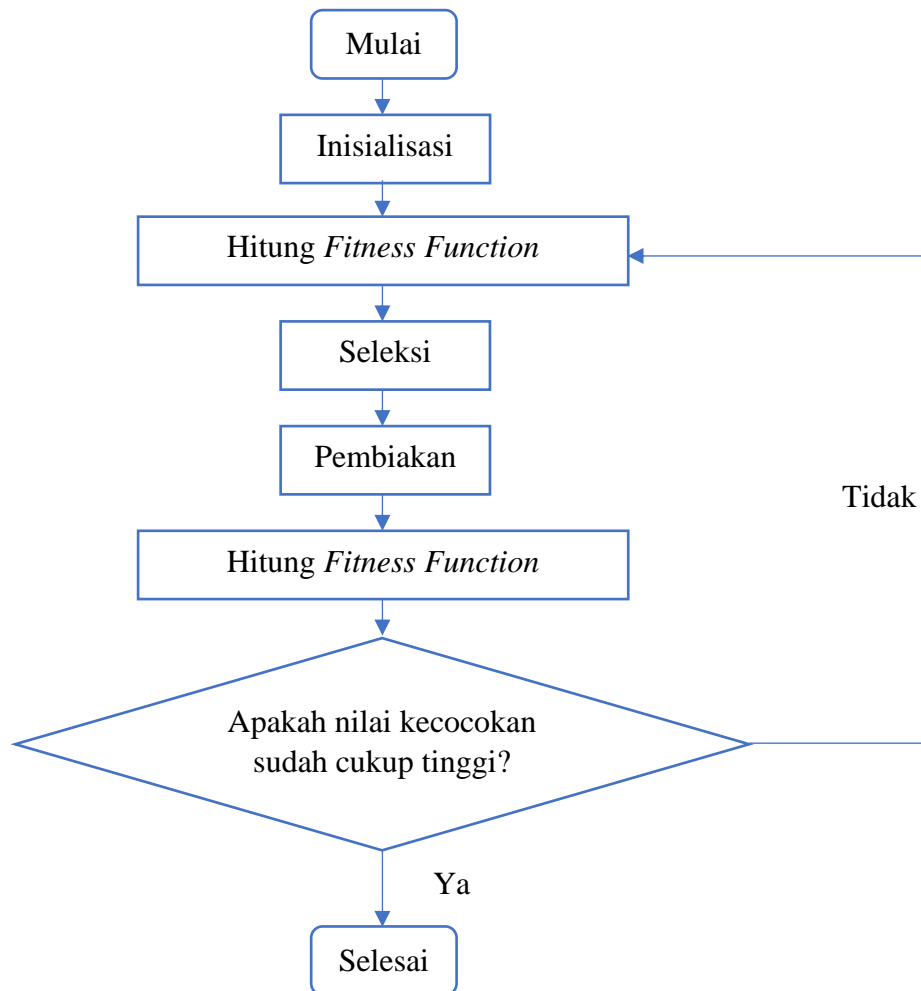 Mulai
Inisialisasi
Hitung Fitness Function
Seleksi
Pembiakan
Tidak
Hitung Fitness Function
Apakah nilai kecocokan
sudah cukup tinggi?
Ya
Selesai